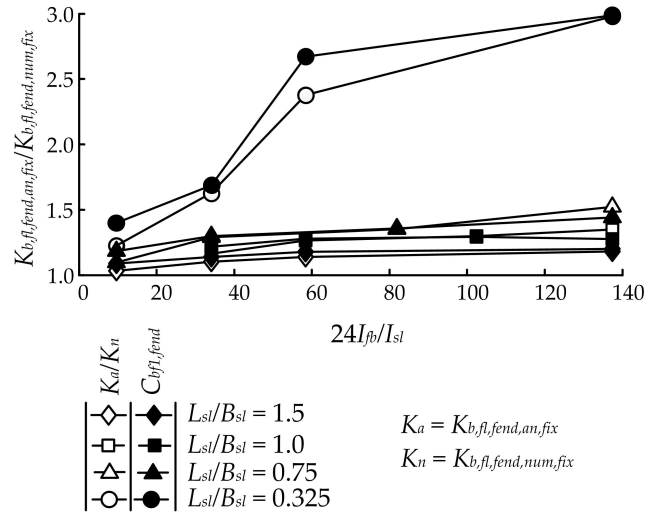 3.0
2.5
2.0
1.5
1.0
K_b,fl,fend,an,fix/K_b,fl,fend,num,fix
0 20 40 60 80 100 120 140
24I_fb/I_sl
K_a/K_n
C_bf1,fend
L_sl/B_sl = 1.5
L_sl/B_sl = 1.0
L_sl/B_sl = 0.75
L_sl/B_sl = 0.325
K_a = K_b,fl,fend,an,fix
K_n = K_b,fl,fend,num,fix